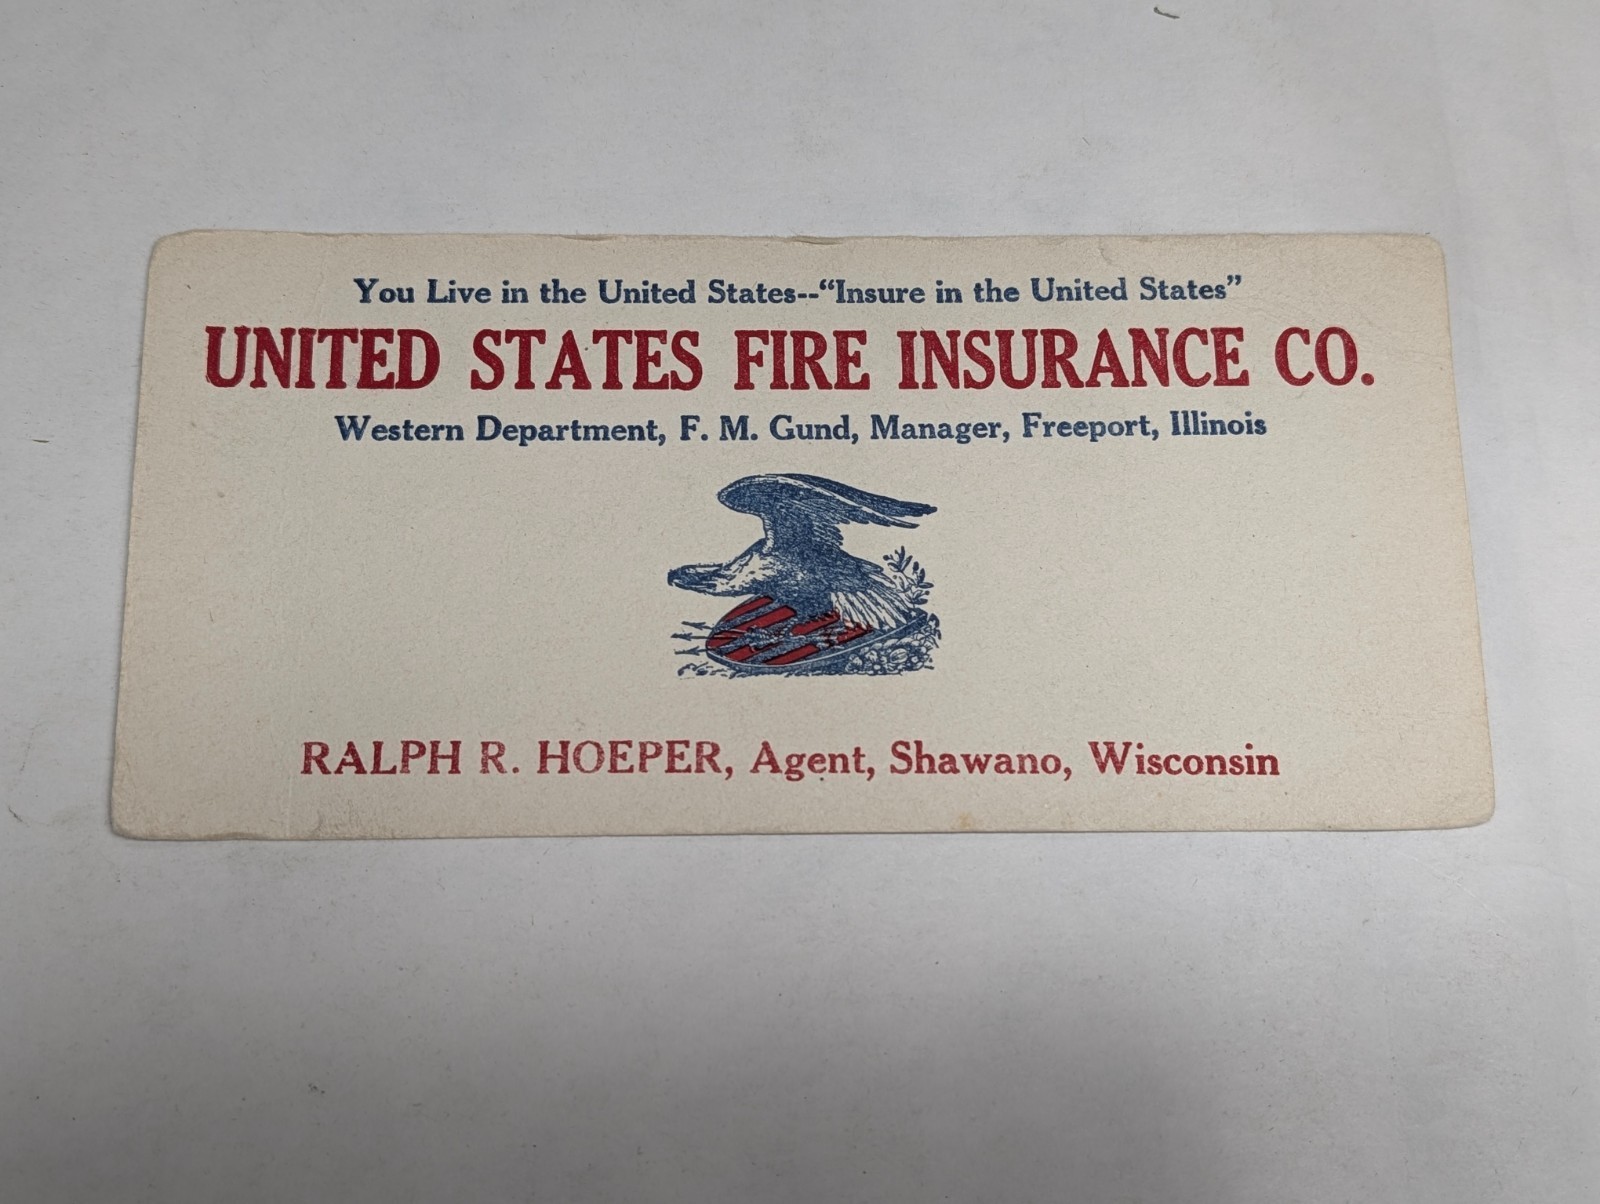 You Live in the United States--“Insure in the United States”
UNITED STATES FIRE INSURANCE CO.
Western Department, F. M. Gund, Manager, Freeport, Illinois
RALPH R. HOEPER, Agent, Shawano, Wisconsin